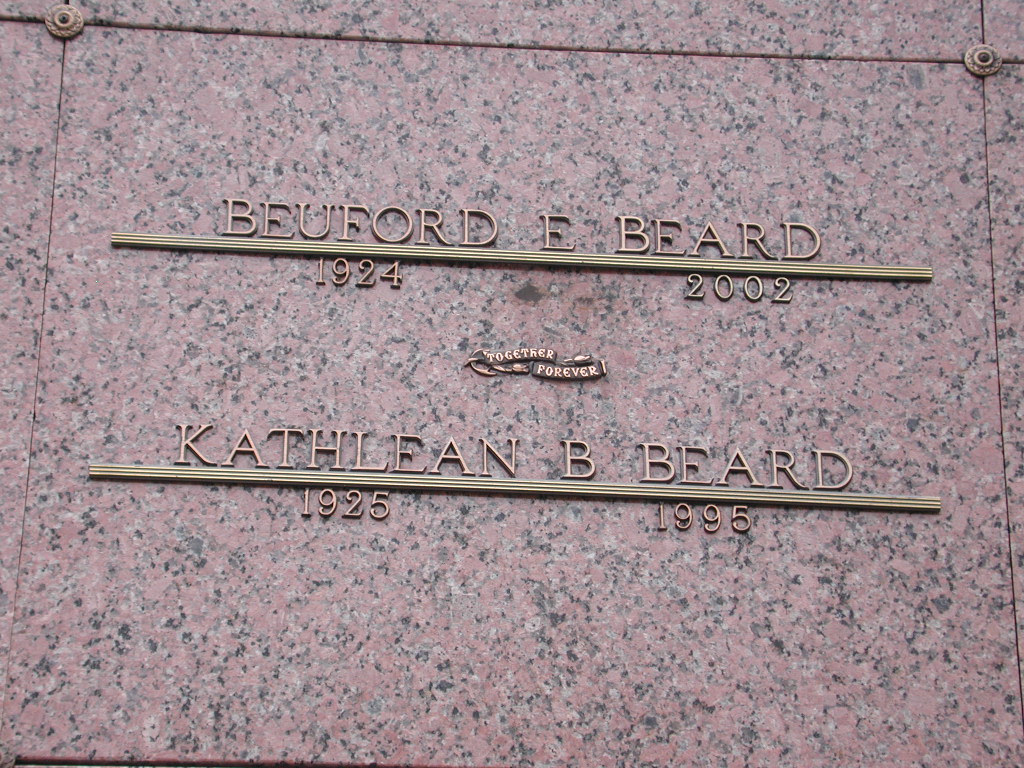 BEUFORD E BEARD
1924 2002
TOGETHER
FOREVER
KATHLEAN B BEARD
1925 1995